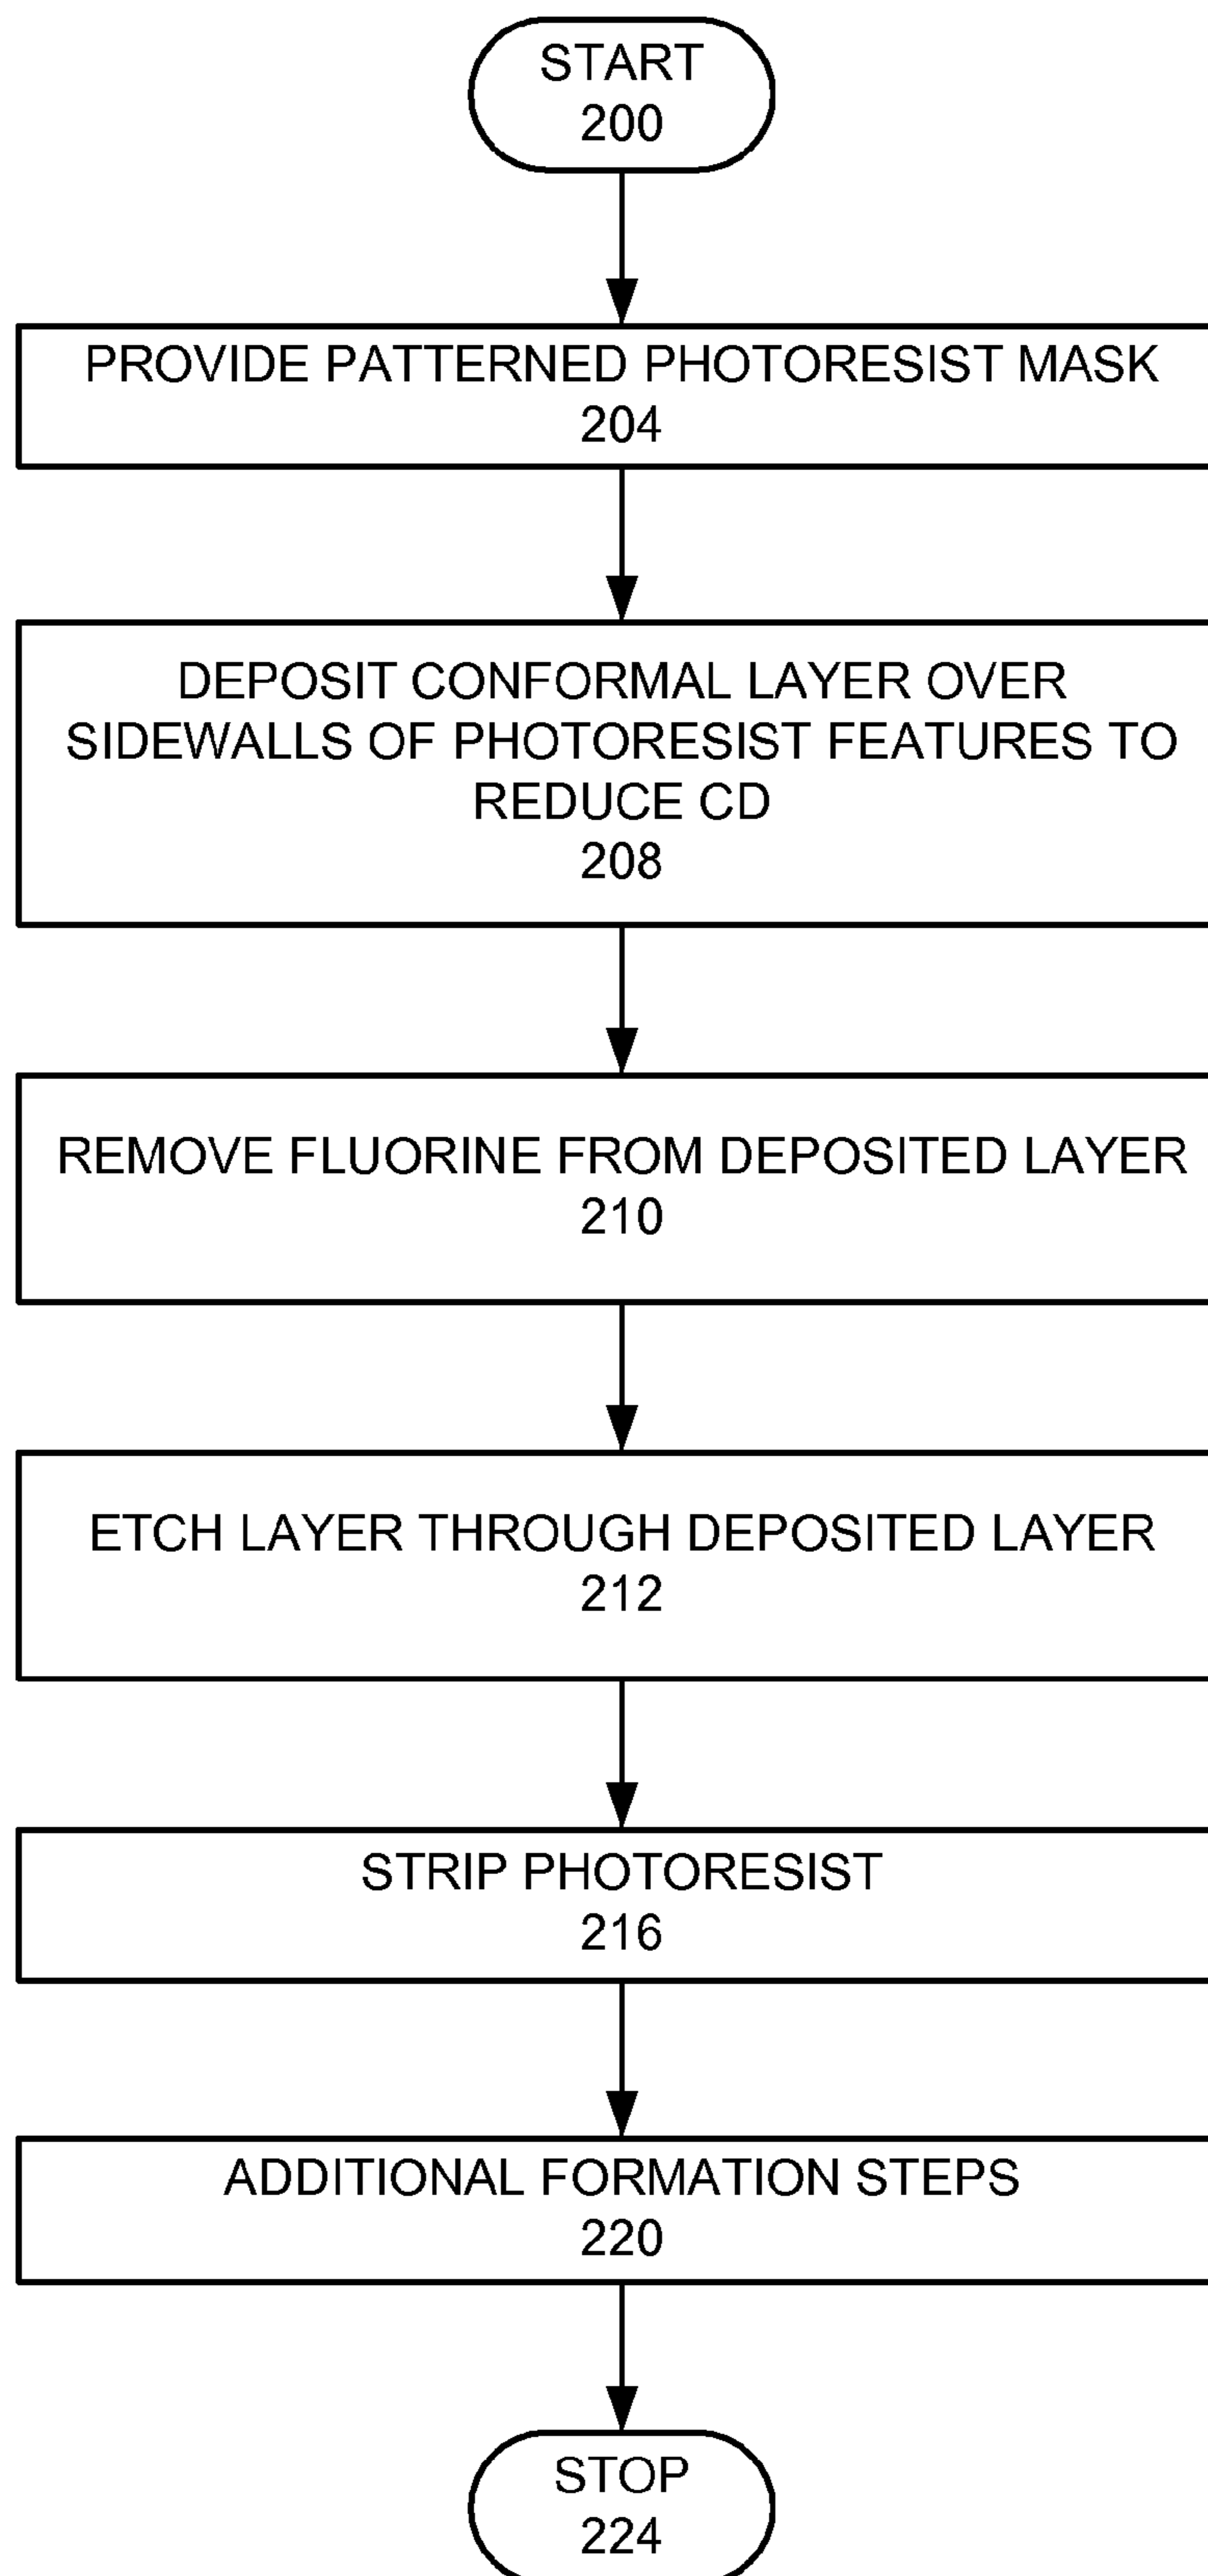 START
200
PROVIDE PATTERNED PHOTORESIST MASK
204
DEPOSIT CONFORMAL LAYER OVER
SIDEWALLS OF PHOTORESIST FEATURES TO
REDUCE CD
208
REMOVE FLUORINE FROM DEPOSITED LAYER
210
ETCH LAYER THROUGH DEPOSITED LAYER
212
STRIP PHOTORESIST
216
ADDITIONAL FORMATION STEPS
220
STOP
224